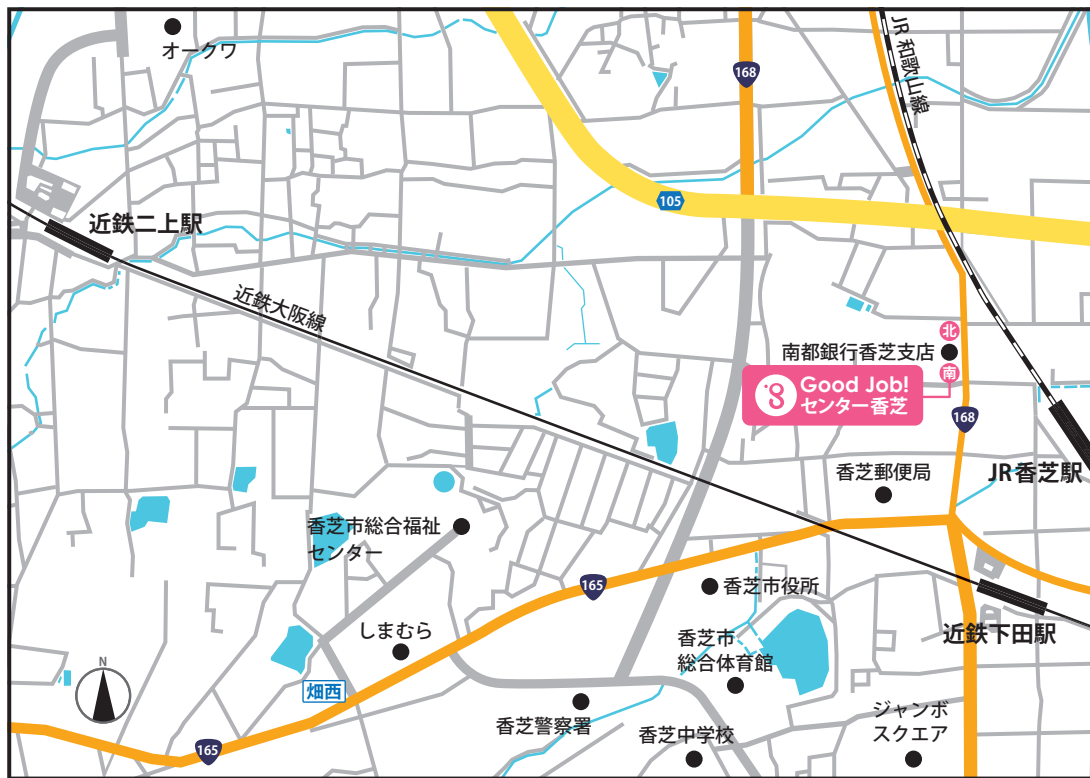 オークワ
168
JR和歌山線
105
近鉄二上駅
近鉄大阪線
北
南都銀行香芝支店
南
Good Job!
センター香芝
168
JR香芝駅
香芝郵便局
香芝市総合福祉
センター
165
香芝市役所
しまむら
香芝市
総合体育館
近鉄下田駅
N
畑西
香芝警察署
香芝中学校
ジャンボ
スクエア
165